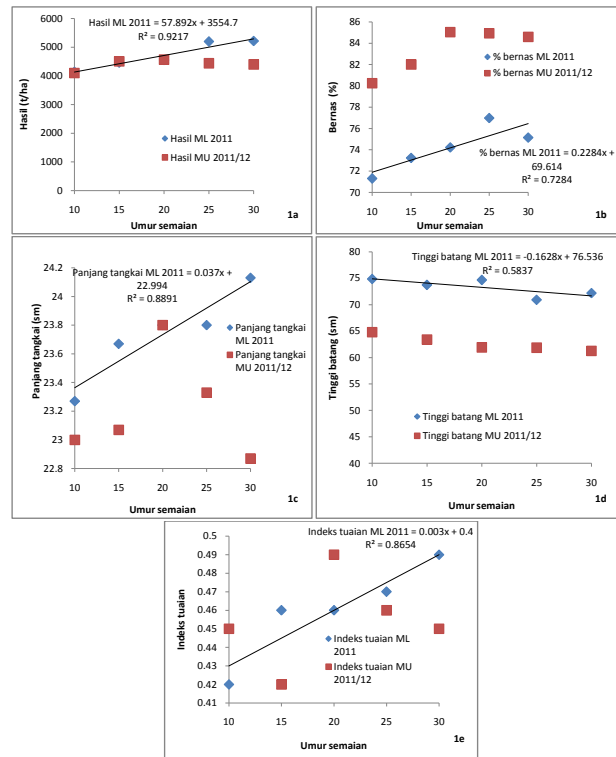 Hasil ML 2011 = 57.892x + 3554.7
R² = 0.9217
Hasil (t/ha)
6000
5000
4000
3000
2000
1000
0
Hasil ML 2011
Hasil MU 2011/12
10 15 20 25 30
Umur semaian
1a
Bernas (%)
86
84
82
80
78
76
74
72
70
% bernas ML 2011
% bernas MU 2011/12
% bernas ML 2011 = 0.2284x +
69.614
R² = 0.7284
10 15 20 25 30
Umur semaian
1b
Panjang tangkai ML 2011 = 0.037x +
22.994
R² = 0.8891
Panjang tangkai (sm)
24.2
24
23.8
23.6
23.4
23.2
23
22.8
Panjang tangkai
ML 2011
Panjang tangkai
MU 2011/12
10 15 20 25 30
Umur semaian
1c
Tinggi batang ML 2011 = -0.1628x + 76.536
R² = 0.5837
Tinggi batang (sm)
85
80
75
70
65
60
55
50
45
40
Tinggi batang ML 2011
Tinggi batang MU 2011/12
10 15 20 25 30
Umur semaian
1d
Indeks tuaian ML 2011 = 0.003x + 0.4
R² = 0.8654
Indeks tuaian
0.5
0.49
0.48
0.47
0.46
0.45
0.44
0.43
0.42
0.41
Indeks tuaian ML
2011
Indeks tuaian MU
2011/12
10 15 20 25 30
Umur semaian
1e